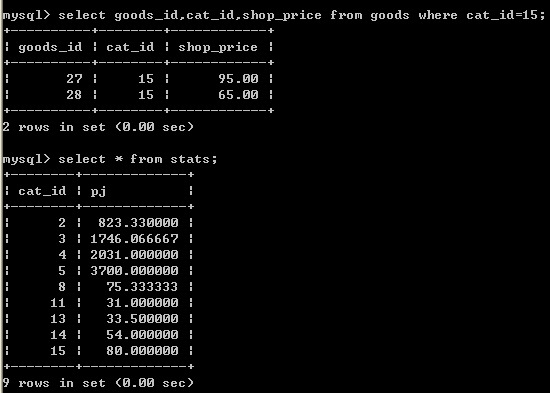 mysql> select goods_id,cat_id,shop_price from goods where cat_id=15;
+----------+--------+------------+
| goods_id | cat_id | shop_price |
+----------+--------+------------+
|       27 |     15 |      95.00 |
|       28 |     15 |      65.00 |
+----------+--------+------------+
2 rows in set (0.00 sec)

mysql> select * from stats;
+--------+-------------+
| cat_id | pj          |
+--------+-------------+
|      2 |  823.330000 |
|      3 | 1746.066667 |
|      4 | 2031.000000 |
|      5 | 3700.000000 |
|      8 |   75.333333 |
|     11 |   31.000000 |
|     13 |   33.500000 |
|     14 |   54.000000 |
|     15 |   80.000000 |
+--------+-------------+
9 rows in set (0.00 sec)